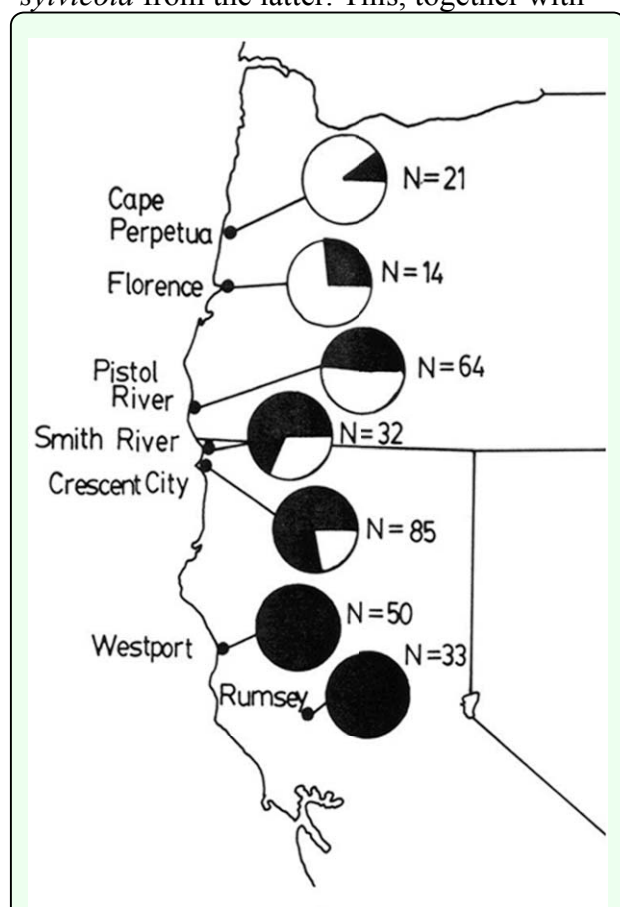 sylvicola from the latter. This, together with
Cape
Perpetua
N=21
Florence
N=14
Pistol
River
N=64
Smith River
N=32
Crescent City
N=85
Westport
N=50
Rumsey
N=33